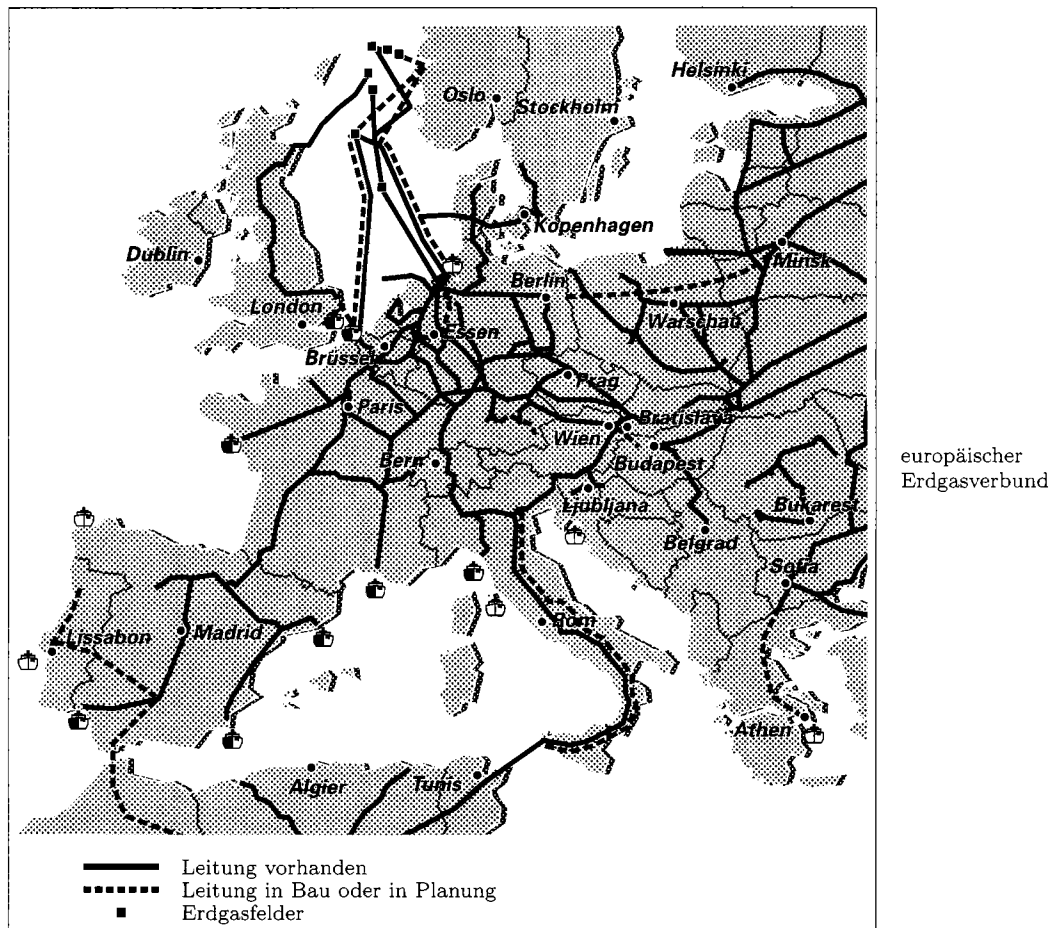 Helsinki
Oslo
Stockholm
Kopenhagen
Dublin
Minsk
Berlin
London
Warschau
Essen
Brüssel
Prag
Paris
Bratislava
Wien
Bern
Budapest
europäischer
Erdgasverbund
Ljubljana
Bukarest
Belgrad
Sofia
Lissabon
Madrid
Rom
Athen
Algier
Tunis
Leitung vorhanden
Leitung in Bau oder in Planung
Erdgasfelder